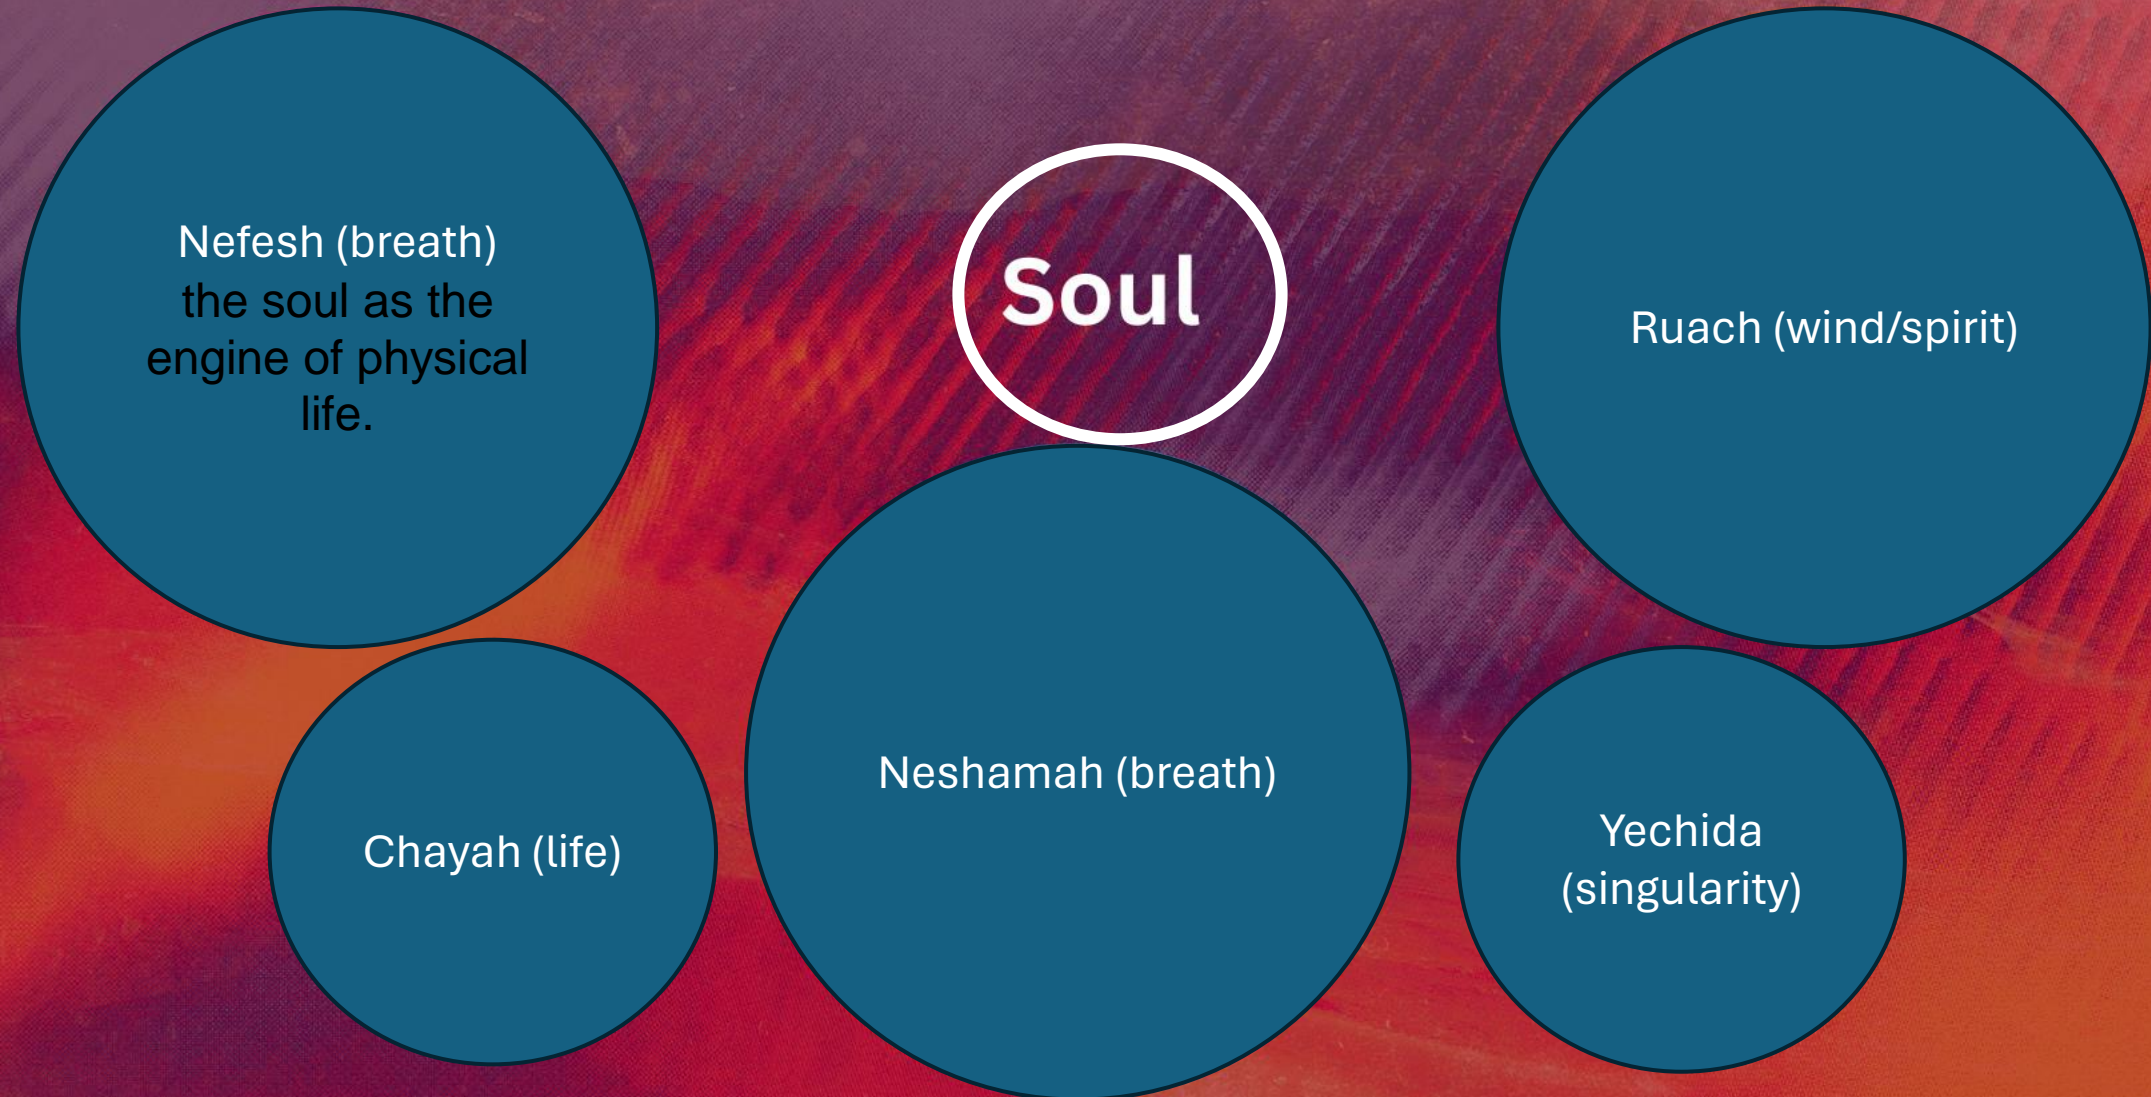 Nefesh (breath)
the soul as the
engine of physical
life.
Soul
Ruach (wind/spirit)
Neshamah (breath)
Chayah (life)
Yechida
(singularity)